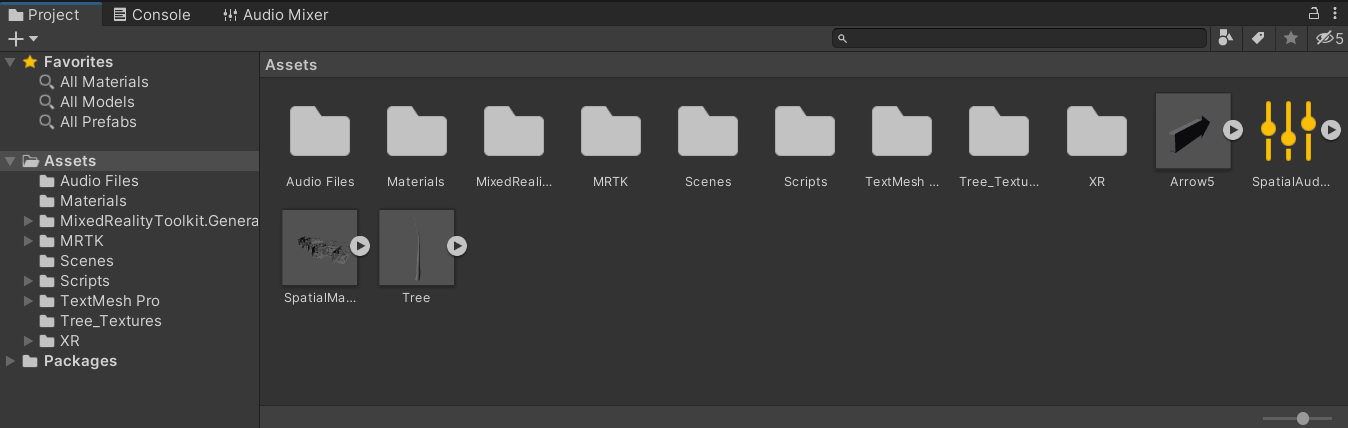 Project
Console
Audio Mixer
5
Favorites
All Materials
All Models
All Prefabs
Assets
Audio Files
Materials
MixedRealityToolkit.Genera
MRTK
Scenes
Scripts
TextMesh Pro
Tree_Textures
XR
Packages
Assets
Audio Files
Materials
MixedReali...
MRTK
Scenes
Scripts
TextMesh ...
Tree_Textu...
XR
Arrow5
SpatialAud...
SpatialMa...
Tree